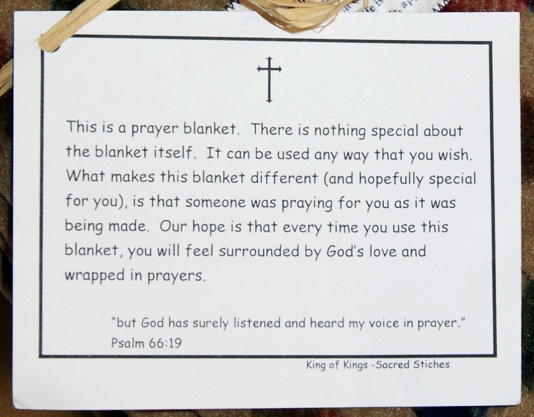 This is a prayer blanket. There is nothing special about
the blanket itself. It can be used any way that you wish.
What makes this blanket different (and hopefully special
for you), is that someone was praying for you as it was
being made. Our hope is that every time you use this
blanket, you will feel surrounded by God's love and
wrapped in prayers.
"but God has surely listened and heard my voice in prayer."
Psalm 66:19
King of Kings -Sacred Stiches